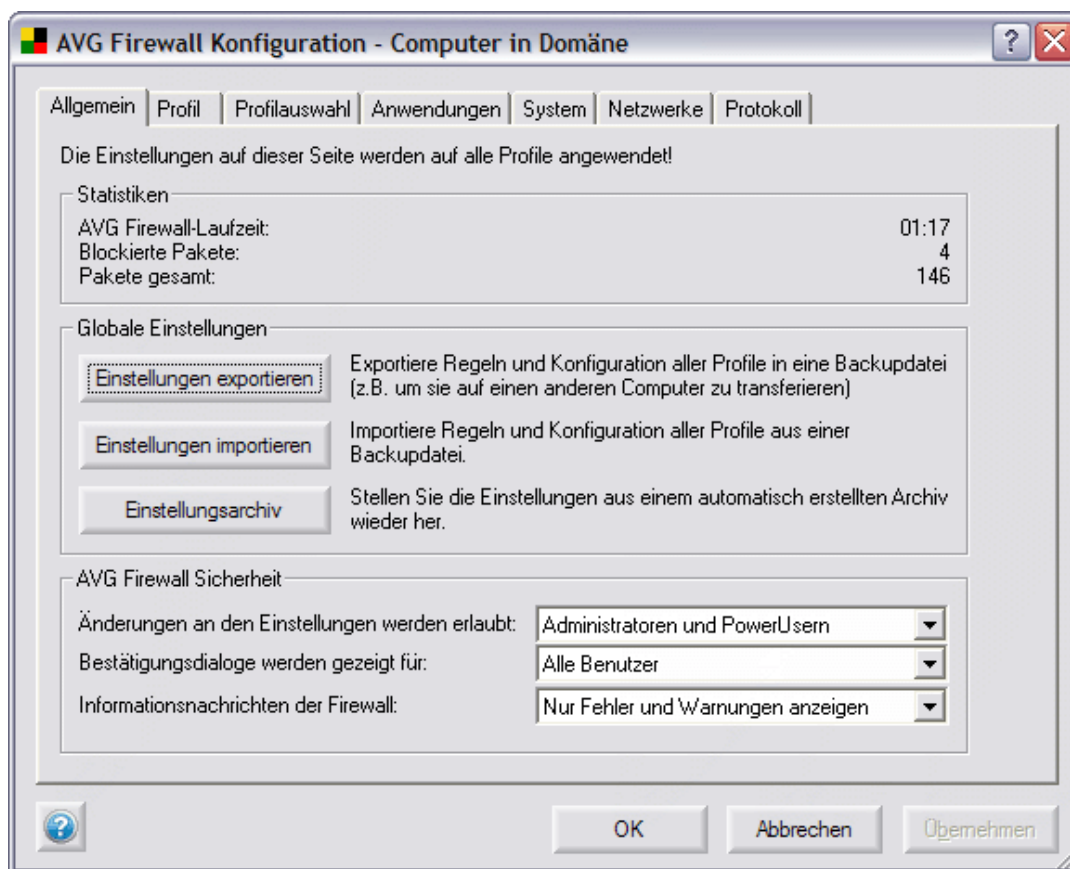 AVG Firewall Konfiguration - Computer in Domäne
Allgemein Profil Profilauswahl Anwendungen System Netzwerke Protokoll
Die Einstellungen auf dieser Seite werden auf alle Profile angewendet!
Statistiken
AVG Firewall-Laufzeit: 01:17
Blockierte Pakete: 4
Pakete gesamt: 146
Globale Einstellungen
Einstellungen exportieren
Exportiere Regeln und Konfiguration aller Profile in eine Backupdatei
(z.B. um sie auf einen anderen Computer zu transferieren)
Einstellungen importieren
Importiere Regeln und Konfiguration aller Profile aus einer
Backupdatei.
Einstellungsarchiv
Stellen Sie die Einstellungen aus einem automatisch erstellten Archiv
wieder her.
AVG Firewall Sicherheit
Änderungen an den Einstellungen werden erlaubt: Administratoren und PowerUsern
Bestätigungsdialoge werden gezeigt für: Alle Benutzer
Informationsnachrichten der Firewall: Nur Fehler und Warnungen anzeigen
OK Abbrechen Übernehmen